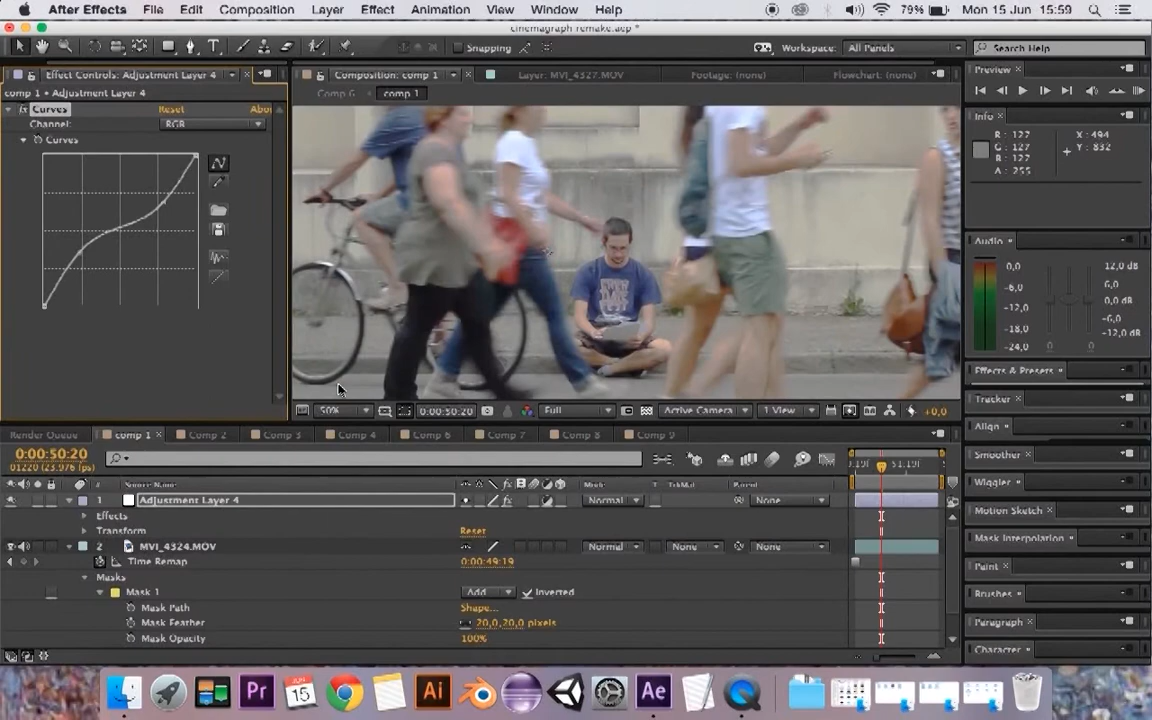 After Effects File Edit Composition Layer Effect Animation View Window Help 79% Mon 15 Jun 15:59
cinemagraph remake.aep *
Snapping Workspace: All Panels Search Help
Effect Controls: Adjustment Layer 4 Composition: comp 1 Layer: MVI_4327.MOV Footage: (none) Flowchart: (none) Preview
comp 1 • Adjustment Layer 4 Comp 6 comp 1
fx Curves Reset Abou
Channel: RGB
Curves
Info
R: 127 X: 494
G: 127 Y: 832
B: 127
A: 255
Audio
0,0 12,0 dB
-6,0 6,0
-12,0 0,0 dB
-18,0 -6,0
-24,0 -12,0 dB
0 0
Effects & Presets
Tracker
Align
Smoother
Wiggler
Motion Sketch
Mask Interpolation
Paint
Brushes
Paragraph
Character
50% 0:00:50:20 Full Active Camera 1 View +0,0
Render Queue comp 1 Comp 2 Comp 3 Comp 4 Comp 6 Comp 7 Comp 8 Comp 9
0:00:50:20
01220 (23.976 fps)
51:19f
# Source Name Mode T TrkMat Parent
1 Adjustment Layer 4 Normal None
Effects
Transform Reset
2 MVI_4324.MOV Normal None None
Time Remap 0:00:49:19
Masks
Mask 1 Add Inverted
Mask Path Shape...
Mask Feather 20,0,20,0 pixels
Mask Opacity 100%
Pr JUN 15 Ai Ae